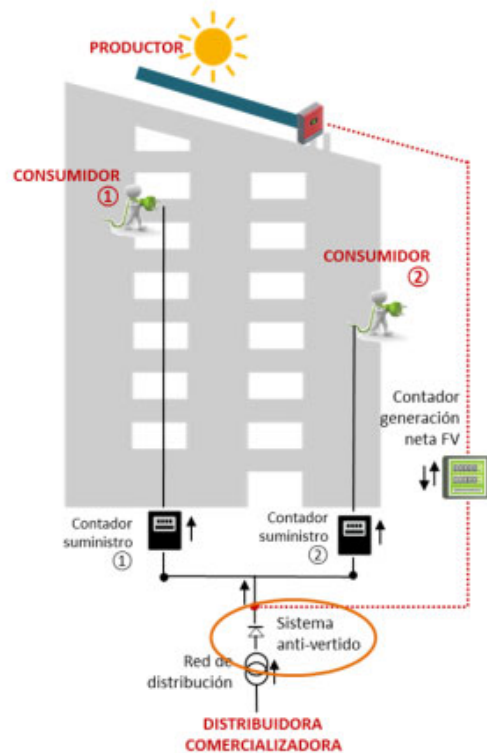 PRODUCTOR
CONSUMIDOR
①
CONSUMIDOR
②
Contador
generación
neta FV
Contador
suministro
①
Contador
suministro
②
Sistema
anti-vertido
Red de
distribución
DISTRIBUIDORA
COMERCIALIZADORA